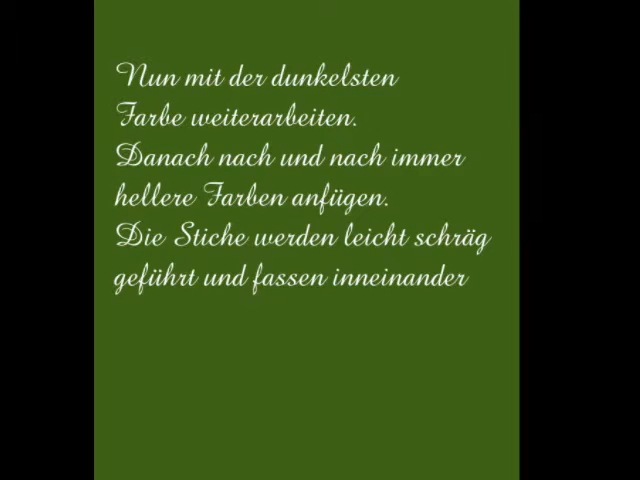 Nun mit der dunkelsten
Farbe weiterarbeiten.
Danach nach und nach immer
hellere Farben anfügen.
Die Stiche werden leicht schräg
geführt und fassen inneinander